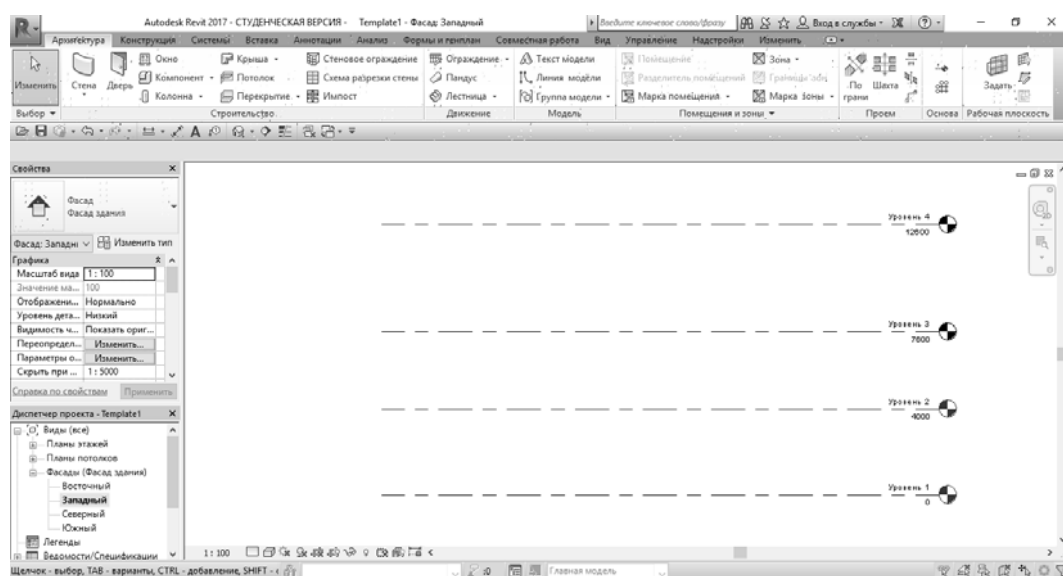 Autodesk Revit 2017 - СТУДЕНЧЕСКАЯ ВЕРСИЯ - Template1 - Фасад: Западный
Введите ключевое слово/фразу
Вход в службы
Архитектура Конструкция Системы Вставка Аннотации Анализ Формы и генплан Совместная работа Вид Управление Надстройки Изменить
Изменить
Стена
Дверь
Окно
Компонент
Колонна
Крыша
Потолок
Перекрытие
Стеновое ограждение
Схема разрезки стены
Импост
Ограждение
Пандус
Лестница
Текст модели
Линия модели
Группа модели
Помещение
Разделитель помещений
Марка помещения
Зона
Марка зоны
По грани
Шахта
Задать
Выбор
Строительство
Движение
Модель
Помещения и зоны
Проем
Основа
Рабочая плоскость
Свойства
Фасад
Фасад здания
Фасад: Западн
Изменить тип
Графика
Масштаб вида 1 : 100
Значение ма... 100
Отображени... Нормально
Уровень дета... Низкий
Видимость ч... Показать ориг...
Переопредел... Изменить...
Параметры о... Изменить...
Скрыть при ... 1 : 5000
Справка по свойствам Применить
Диспетчер проекта - Template1
Виды (все)
Планы этажей
Планы потолков
Фасады (Фасад здания)
Восточный
Западный
Северный
Южный
Легенды
Ведомости/Спецификации
Уровень 4
12600
Уровень 3
7600
Уровень 2
4000
Уровень 1
0
1 : 100
Щелчок - выбор, TAB - варианты, CTRL - добавление, SHIFT - с
:0
Главная модель